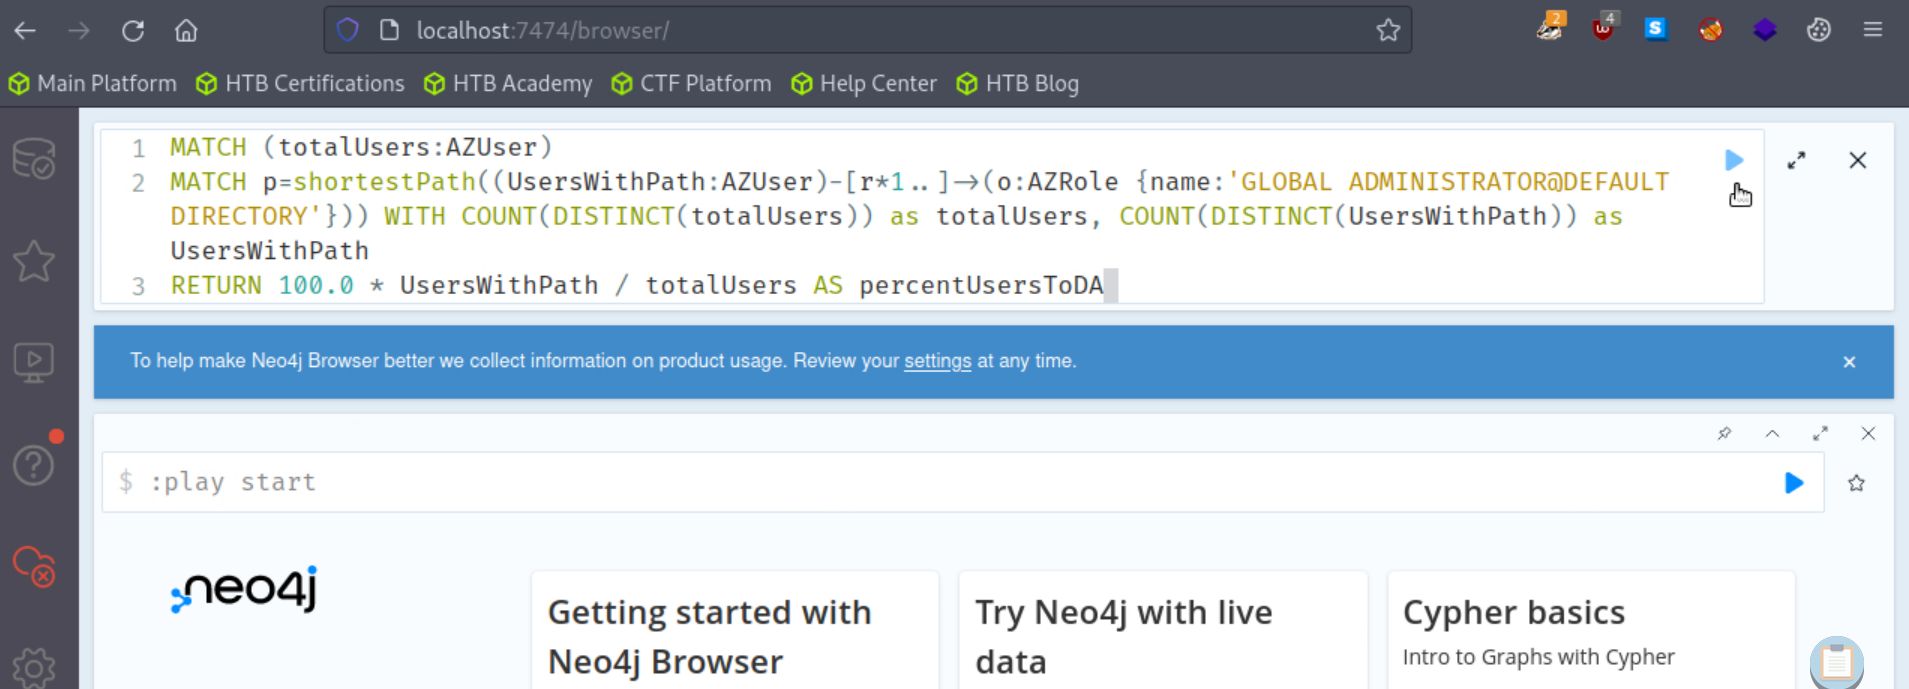 localhost:7474/browser/
2
4
S
Main Platform
HTB Certifications
HTB Academy
CTF Platform
Help Center
HTB Blog
1 MATCH (totalUsers:AZUser)
2 MATCH p=shortestPath((UsersWithPath:AZUser)-[r*1..]->(o:AZRole {name:'GLOBAL ADMINISTRATOR@DEFAULT
DIRECTORY'})) WITH COUNT(DISTINCT(totalUsers)) as totalUsers, COUNT(DISTINCT(UsersWithPath)) as
UsersWithPath
3 RETURN 100.0 * UsersWithPath / totalUsers AS percentUsersToDA
To help make Neo4j Browser better we collect information on product usage. Review your settings at any time.
$ :play start
neo4j
Getting started with
Neo4j Browser
Try Neo4j with live
data
Cypher basics
Intro to Graphs with Cypher